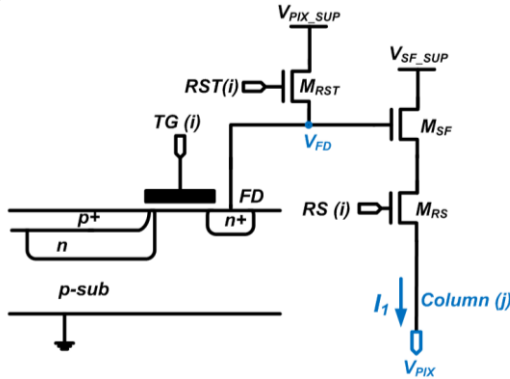 V_PIX_SUP
V_SF_SUP
RST(i)
M_RST
TG (i)
M_SF
V_FD
FD
RS (i)
M_RS
p+
n+
n
p-sub
I_1
Column (j)
V_PIX